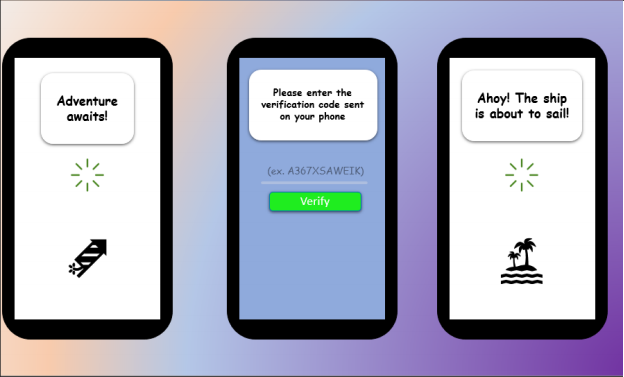 Adventure
awaits!
Please enter the
verification code sent
on your phone
(ex. A367XSAWEIK)
Verify
Ahoy! The ship
is about to sail!